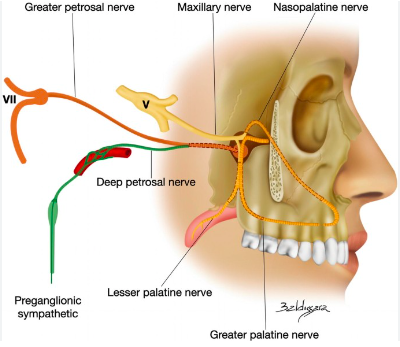 Greater petrosal nerve
Maxillary nerve
Nasopalatine nerve
VII
V
Deep petrosal nerve
Lesser palatine nerve
Preganglionic
sympathetic
Greater palatine nerve